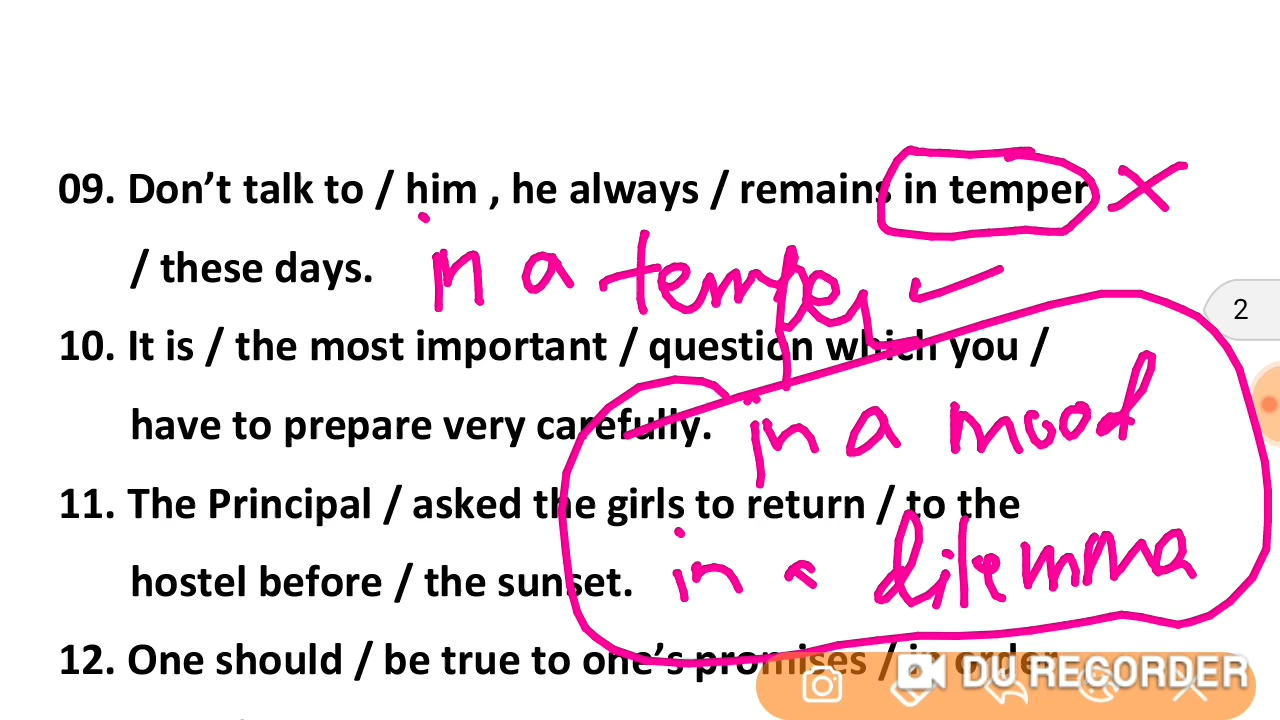 09. Don’t talk to / him , he always / remains in temper
/ these days.
in a temper
2
10. It is / the most important / question which you /
have to prepare very carefully.
in a mood
11. The Principal / asked the girls to return / to the
hostel before / the sunset.
in a dilemma
12. One should / be true to one’s promises / in order
DU RECORDER